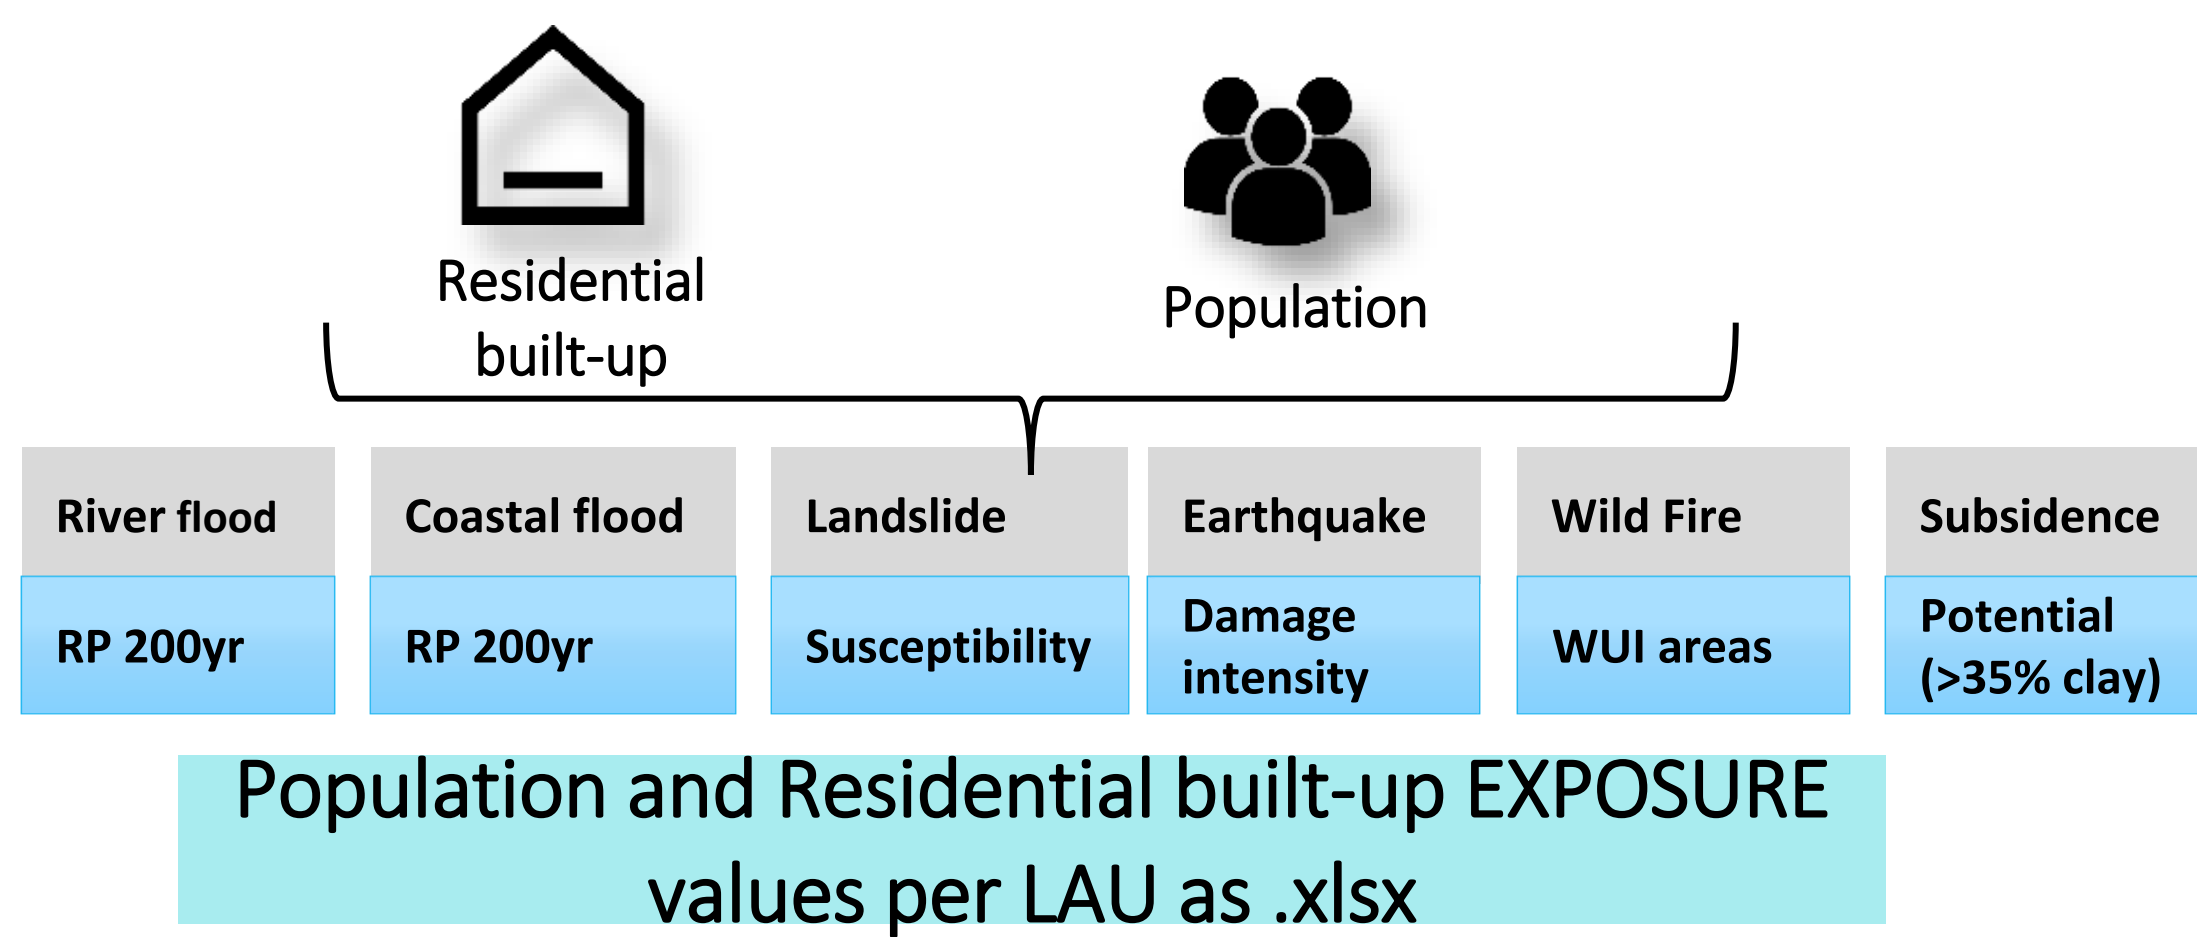 Residential
built-up
Population
River flood
Coastal flood
Landslide
Earthquake
Wild Fire
Subsidence
RP 200yr
RP 200yr
Susceptibility
Damage
intensity
WUI areas
Potential
(>35% clay)
Population and Residential built-up EXPOSURE
values per LAU as .xlsx